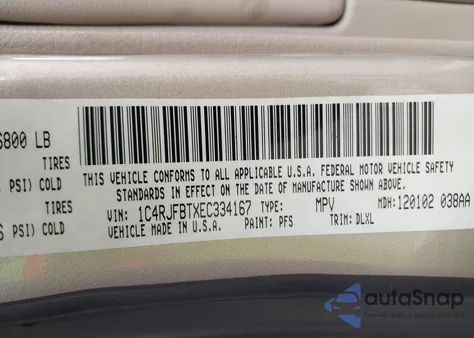 6800 LB
TIRES
PSI) COLD
TIRES
PSI) COLD
THIS VEHICLE CONFORMS TO ALL APPLICABLE U.S.A. FEDERAL MOTOR VEHICLE SAFETY
STANDARDS IN EFFECT ON THE DATE OF MANUFACTURE SHOWN ABOVE.
VIN: 1C4RJFBTXEC334167 TYPE: MPV MDH: 120102 038AA
VEHICLE MADE IN U.S.A. PAINT: PFS TRIM: DLXL
autoSnap